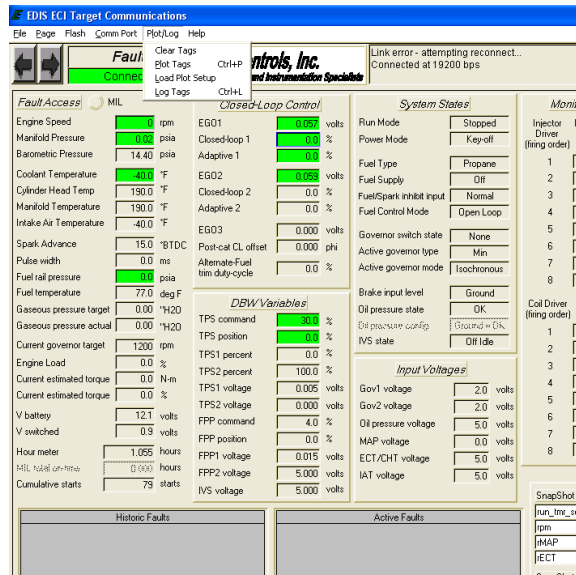 EDIS ECI Target Communications
File Page Flash Comm Port Plot/Log Help
Clear Tags
Plot Tags Ctrl+P
Load Plot Setup
Log Tags Ctrl+L
Faul
Connec
ntrols, Inc.
and Instrumentation Specialists
Link error - attempting reconnect...
Connected at 19200 bps
Fault Access MIL
Engine Speed 0 rpm
Manifold Pressure 0.02 psia
Barometric Pressure 14.40 psia
Coolant Temperature -40.0 °F
Cylinder Head Temp 190.0 °F
Manifold Temperature 190.0 °F
Intake Air Temperature -40.0 °F
Spark Advance 15.0 °BTDC
Pulse width 0.0 ms
Fuel rail pressure 0.0 psia
Fuel temperature 77.0 deg F
Gaseous pressure target 0.00 "H2O
Gaseous pressure actual 0.00 "H2O
Current governor target 1200 rpm
Engine Load 0.0 %
Current estimated torque 0.0 N-m
Current estimated torque 0.0 %
V battery 12.1 volts
V switched 0.9 volts
Hour meter 1.055 hours
MIL total on-time 0.000 hours
Cumulative starts 79 starts
Closed-Loop Control
EGO1 0.057 volts
Closed-loop 1 0.0 %
Adaptive 1 0.0 %
EGO2 0.059 volts
Closed-loop 2 0.0 %
Adaptive 2 0.0 %
EGO3 0.000 volts
Post-cat CL offset 0.000 phi
Alternate-Fuel
trim duty-cycle 0.0 %
DBW Variables
TPS command 30.0 %
TPS position 0.0 %
TPS1 percent 0.0 %
TPS2 percent 100.0 %
TPS1 voltage 0.005 volts
TPS2 voltage 0.000 volts
FPP command 4.0 %
FPP position 0.0 %
FPP1 voltage 0.015 volts
FPP2 voltage 5.000 volts
IVS voltage 5.000 volts
System States
Run Mode Stopped
Power Mode Key-off
Fuel Type Propane
Fuel Supply Off
Fuel/Spark inhibit input Normal
Fuel Control Mode Open Loop
Governor switch state None
Active governor type Min
Active governor mode Isochronous
Brake input level Ground
Oil pressure state OK
Oil pressure config Ground = OK
IVS state Off Idle
Input Voltages
Gov1 voltage 2.0 volts
Gov2 voltage 2.0 volts
Oil pressure voltage 5.0 volts
MAP voltage 0.0 volts
ECT/CHT voltage 5.0 volts
IAT voltage 5.0 volts
Moni
Injector
Driver
(firing order)
1
2
3
4
5
6
7
8
Coil Driver
(firing order)
1
2
3
4
5
6
7
8
SnapShot
run_tmr_se
rpm
rMAP
rECT
Historic Faults
Active Faults